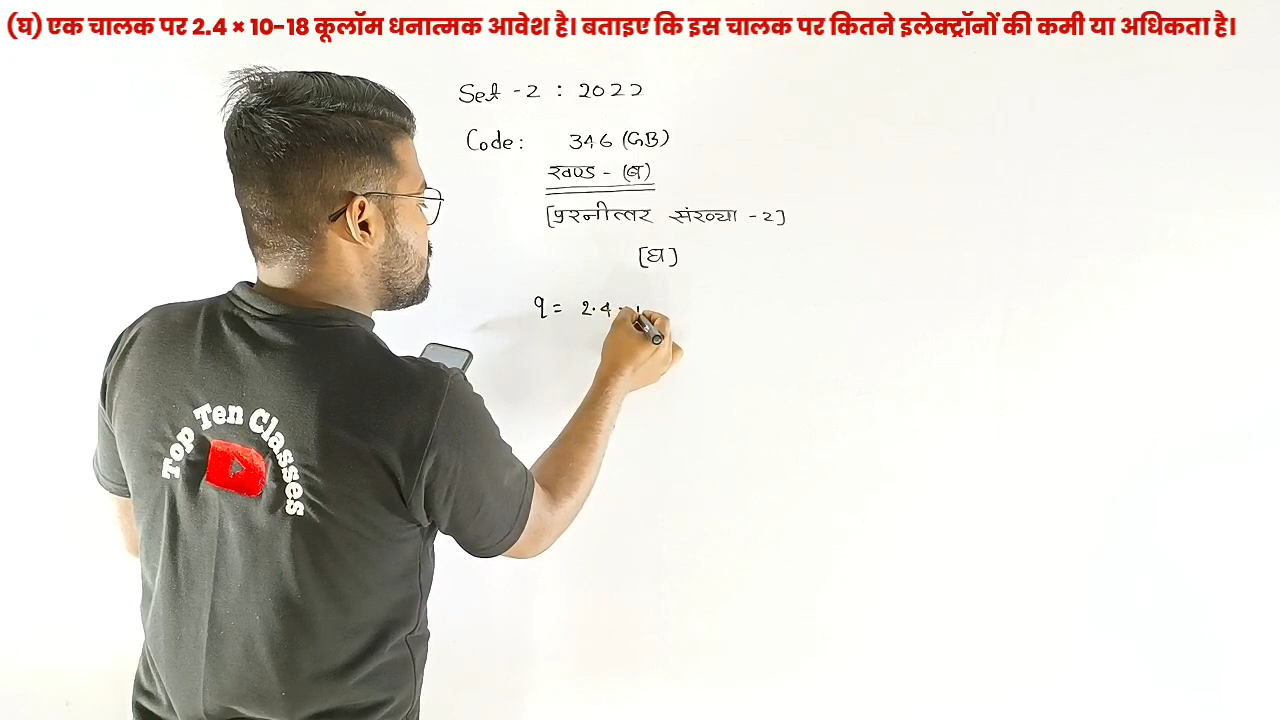 (घ) एक चालक पर 2.4 × 10-18 कूलॉम धनात्मक आवेश है। बताइए कि इस चालक पर कितने इलेक्ट्रॉनों की कमी या अधिकता है।
Set - 2 : 2022
Code: 346 (GB)
खण्ड - (ब)
[प्रश्नोत्तर संख्या - 2]
[घ]
q = 2.4
Top Ten Classes